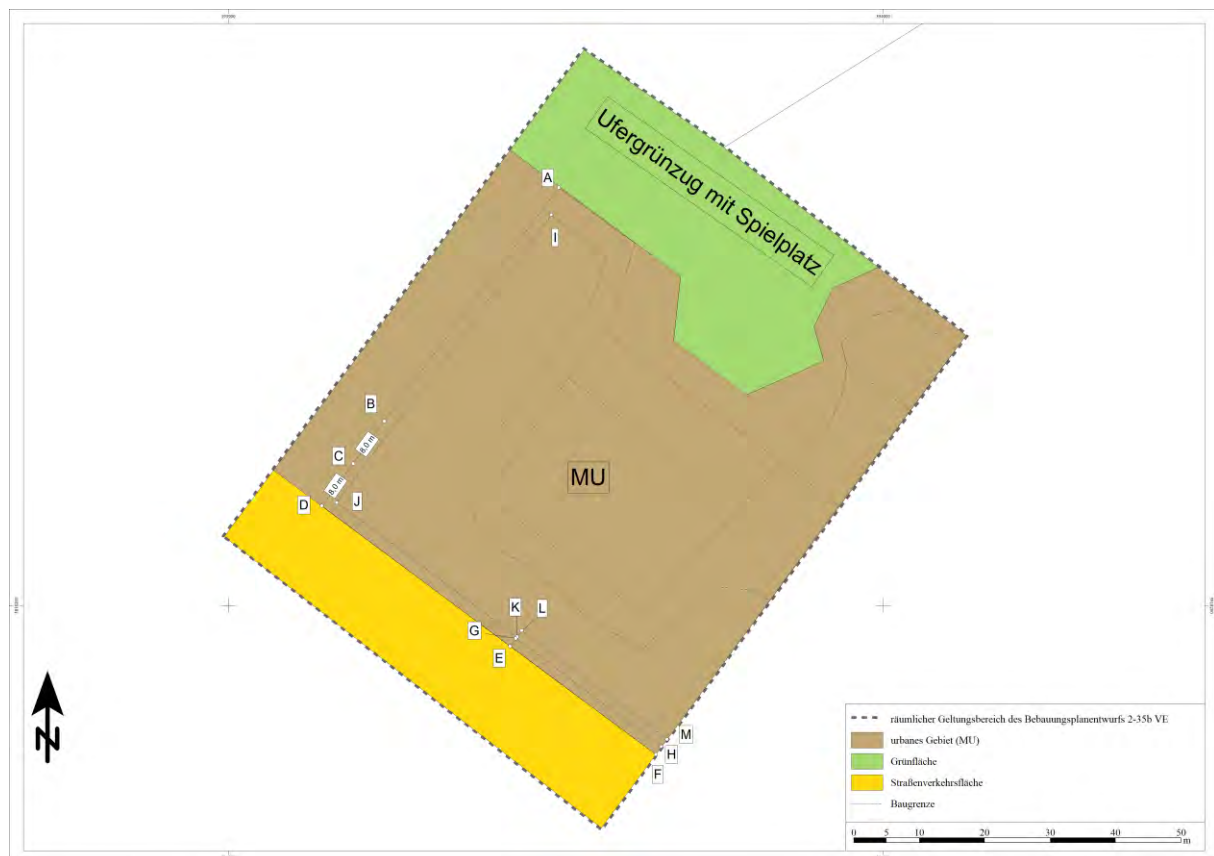 Ufergrünzug mit Spielplatz
A
I
B
8.0 m
C
8.0 m
D
J
MU
K
L
G
E
M
H
F
N
räumlicher Geltungsbereich des Bebauungsplanentwurfs 2-35b VE
urbanes Gebiet (MU)
Grünfläche
Straßenverkehrsfläche
Baugrenze
0 5 10 20 30 40 50
m